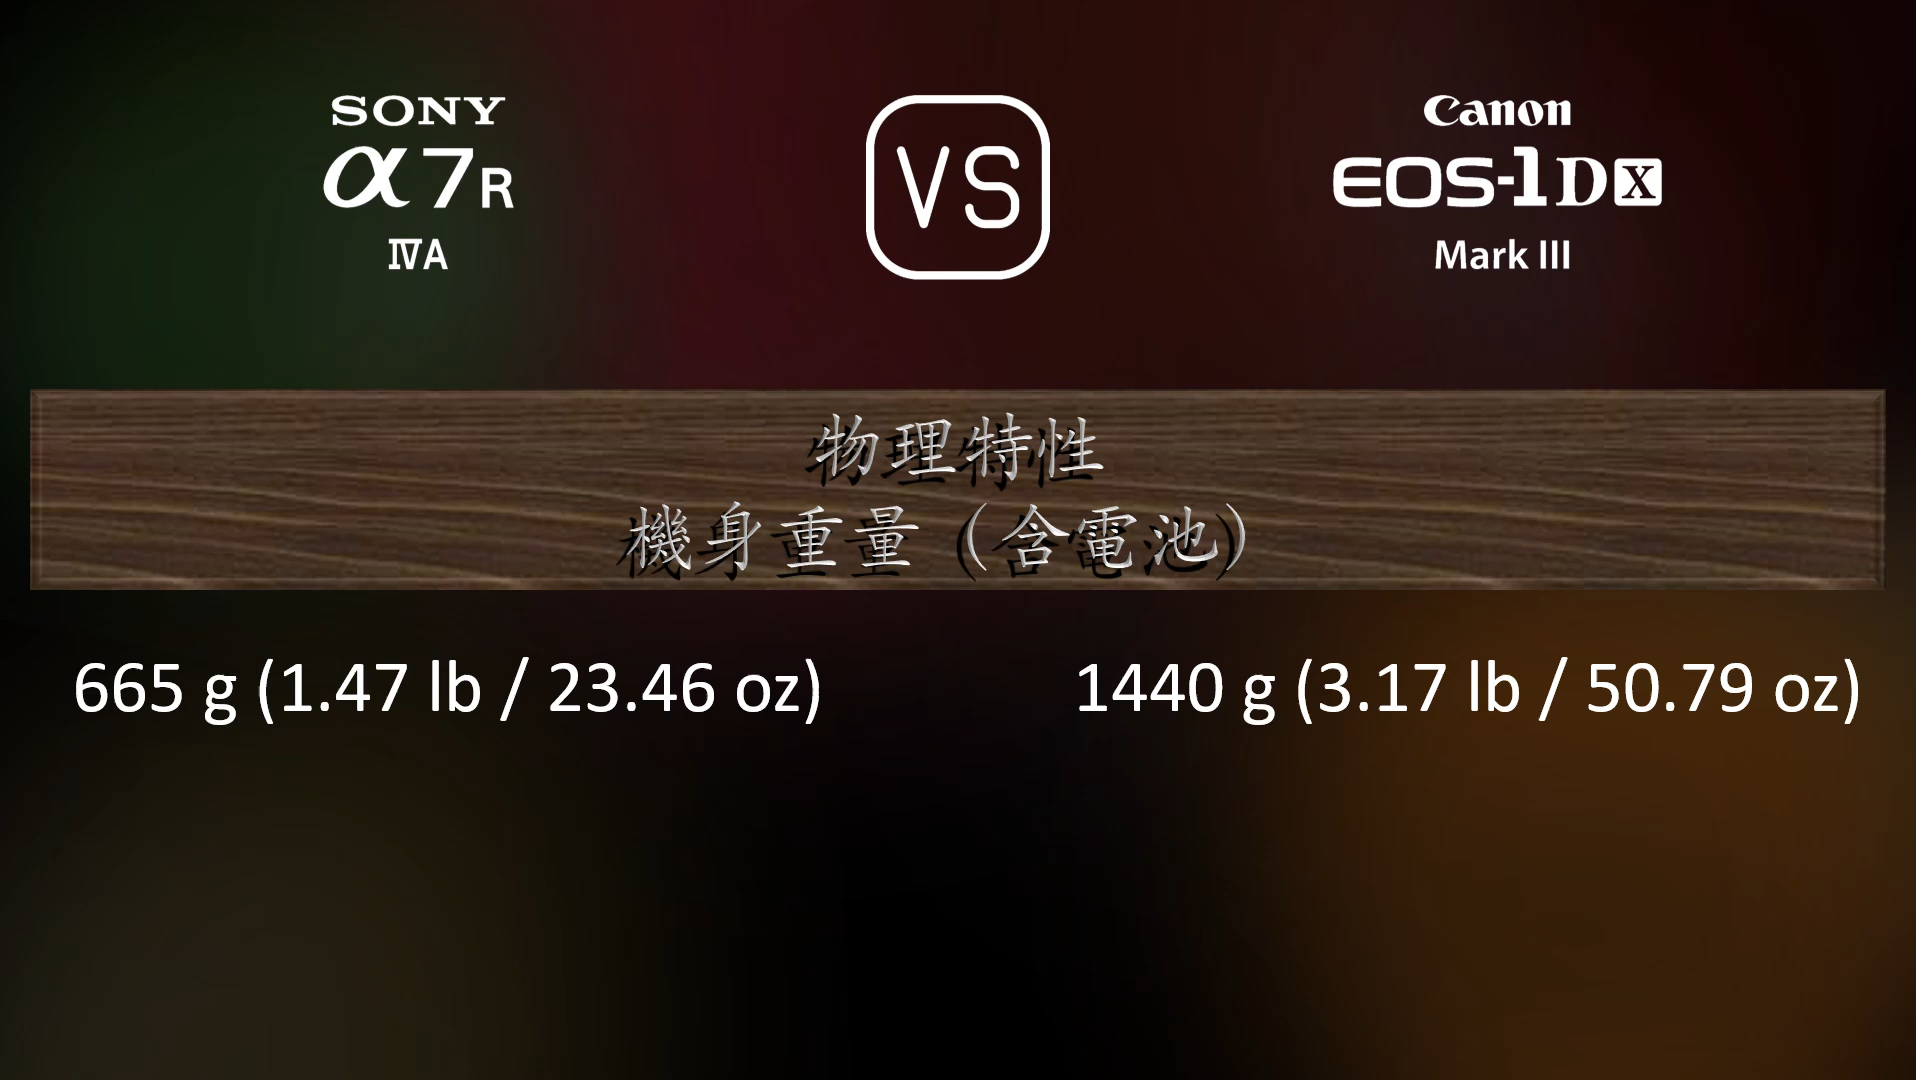 SONY
α7R
IVA
VS
Canon
EOS-1DX
Mark III
物理特性
機身重量（含電池）
665 g (1.47 lb / 23.46 oz)
1440 g (3.17 lb / 50.79 oz)